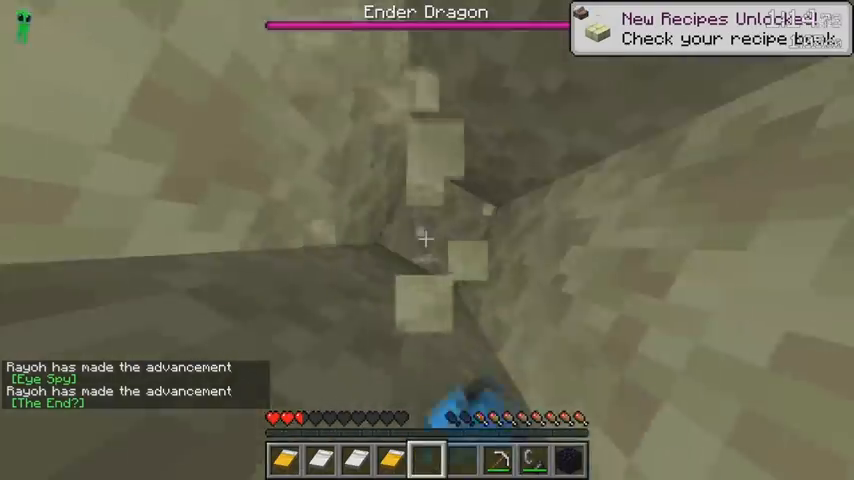 Ender Dragon
New Recipes Unlocked!
Check your recipe book
Rayoh has made the advancement
[Eye Spy]
Rayoh has made the advancement
[The End?]